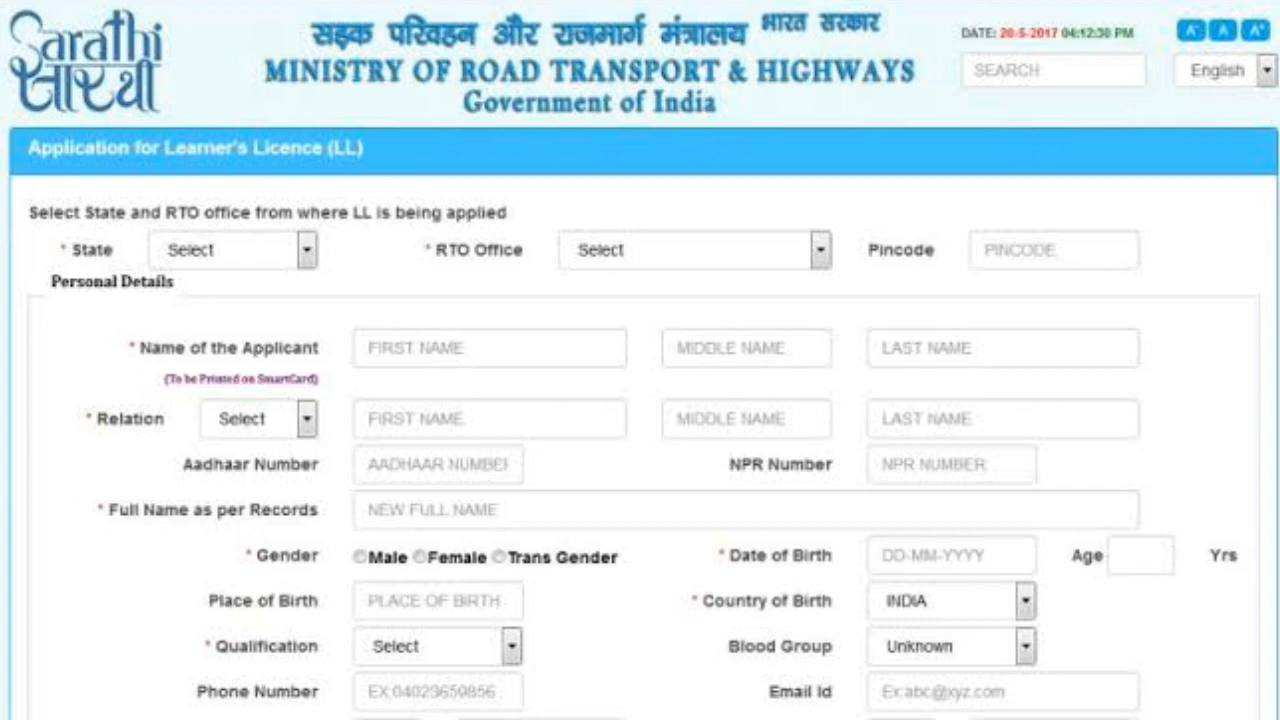 Sarathi
सारथी
सड़क परिवहन और राजमार्ग मंत्रालय भारत सरकार
MINISTRY OF ROAD TRANSPORT & HIGHWAYS
Government of India
DATE: 20-5-2017 04:12:30 PM
A- A A+
SEARCH
English
Application for Learner's Licence (LL)
Select State and RTO office from where LL is being applied
* State Select * RTO Office Select Pincode PINCODE
Personal Details
* Name of the Applicant FIRST NAME MIDDLE NAME LAST NAME
(To be Printed on SmartCard)
* Relation Select FIRST NAME MIDDLE NAME LAST NAME
Aadhaar Number AADHAAR NUMBER NPR Number NPR NUMBER
* Full Name as per Records NEW FULL NAME
* Gender Male Female Trans Gender * Date of Birth DD-MM-YYYY Age Yrs
Place of Birth PLACE OF BIRTH * Country of Birth INDIA
* Qualification Select Blood Group Unknown
Phone Number EX:04023659856 Email Id Ex:abc@xyz.com